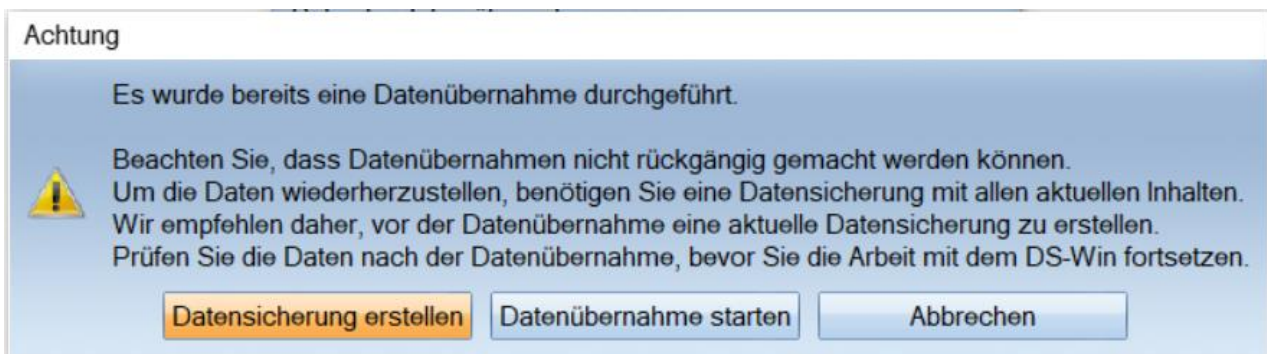 Achtung
Es wurde bereits eine Datenübernahme durchgeführt.
Beachten Sie, dass Datenübernahmen nicht rückgängig gemacht werden können.
Um die Daten wiederherzustellen, benötigen Sie eine Datensicherung mit allen aktuellen Inhalten.
Wir empfehlen daher, vor der Datenübernahme eine aktuelle Datensicherung zu erstellen.
Prüfen Sie die Daten nach der Datenübernahme, bevor Sie die Arbeit mit dem DS-Win fortsetzen.
Datensicherung erstellen Datenübernahme starten Abbrechen